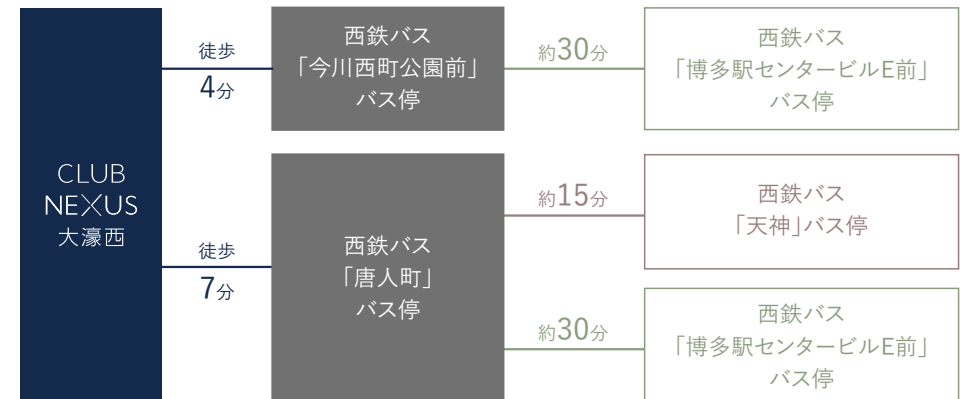 CLUB
NEXUS
大濠西
徒歩
4分
西鉄バス
「今川西町公園前」
バス停
約30分
西鉄バス
「博多駅センタービルE前」
バス停
徒歩
7分
西鉄バス
「唐人町」
バス停
約15分
西鉄バス
「天神」バス停
約30分
西鉄バス
「博多駅センタービルE前」
バス停